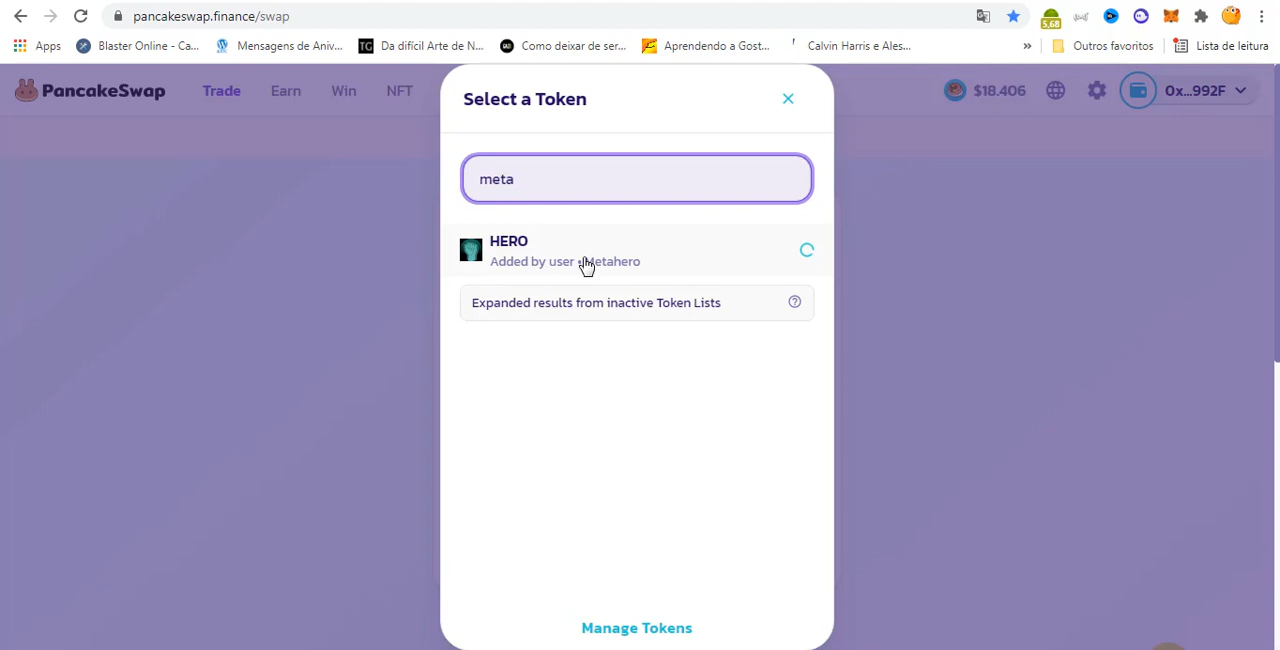 pancakeswap.finance/swap
5,68
Apps
Blaster Online - Ca...
Mensagens de Aniv...
TG
Da difícil Arte de N...
Como deixar de ser...
Aprendendo a Gost...
Calvin Harris e Ales...
»
Outros favoritos
Lista de leitura
PancakeSwap
Trade
Earn
Win
NFT
$18.406
0x...992F
Select a Token
meta
HERO
Added by user • Metahero
Expanded results from inactive Token Lists
Manage Tokens